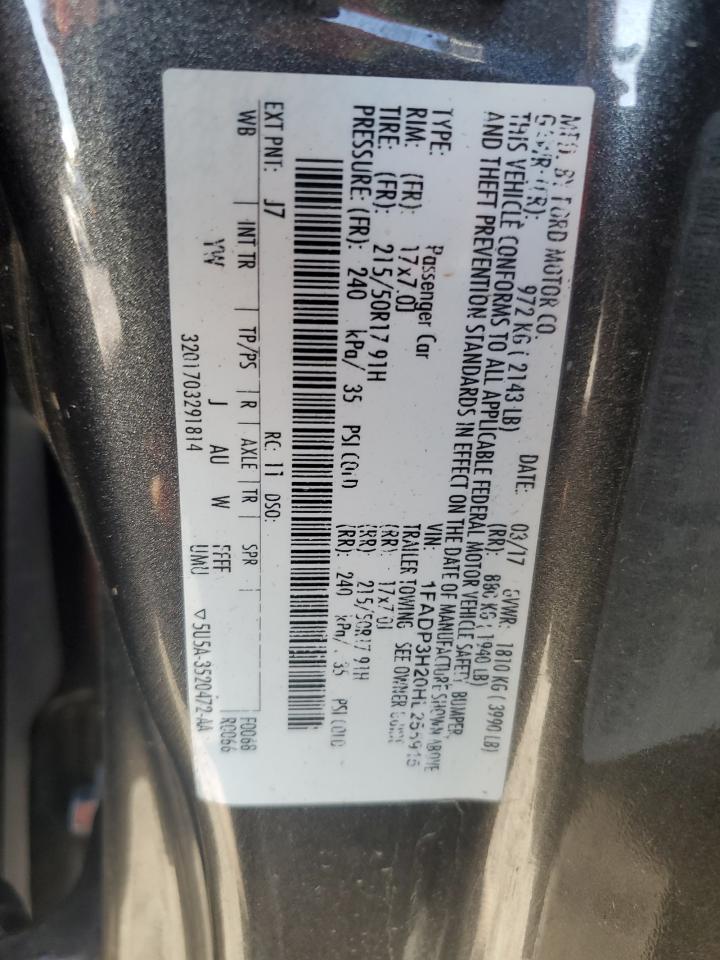 MFD. BY FORD MOTOR CO.
DATE: 03/17 GVWR: 1810 KG ( 3990 LB)
GAWR (FR): 972 KG ( 2143 LB) (RR): 880 KG ( 1940 LB)
THIS VEHICLE CONFORMS TO ALL APPLICABLE FEDERAL MOTOR VEHICLE SAFETY, BUMPER,
AND THEFT PREVENTION STANDARDS IN EFFECT ON THE DATE OF MANUFACTURE SHOWN ABOVE
VIN:
TYPE: Passenger Car TRAILER TOWING SEE OWNER GUIDE
RIM: (FR): 17x7.0J (RR): 17x7.0J
TIRE: (FR): 215/50R17 91H (RR): 215/50R17 91H
PRESSURE: (FR): 240 kPa/ 35 PSI COLD (RR): 240 kPa/ 35 PSI COLD
EXT PNT: J7 RC: 11 DSO: F0068
WB INT TR TP/PS R AXLE TR SPR R0066
YW J AU W FFFF
3201703291814 UMU ▽ 5U5A-3520472-AA